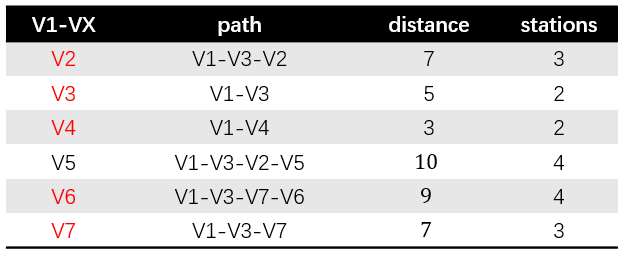 V1-VX path distance stations
V2 V1-V3-V2 7 3
V3 V1-V3 5 2
V4 V1-V4 3 2
V5 V1-V3-V2-V5 10 4
V6 V1-V3-V7-V6 9 4
V7 V1-V3-V7 7 3